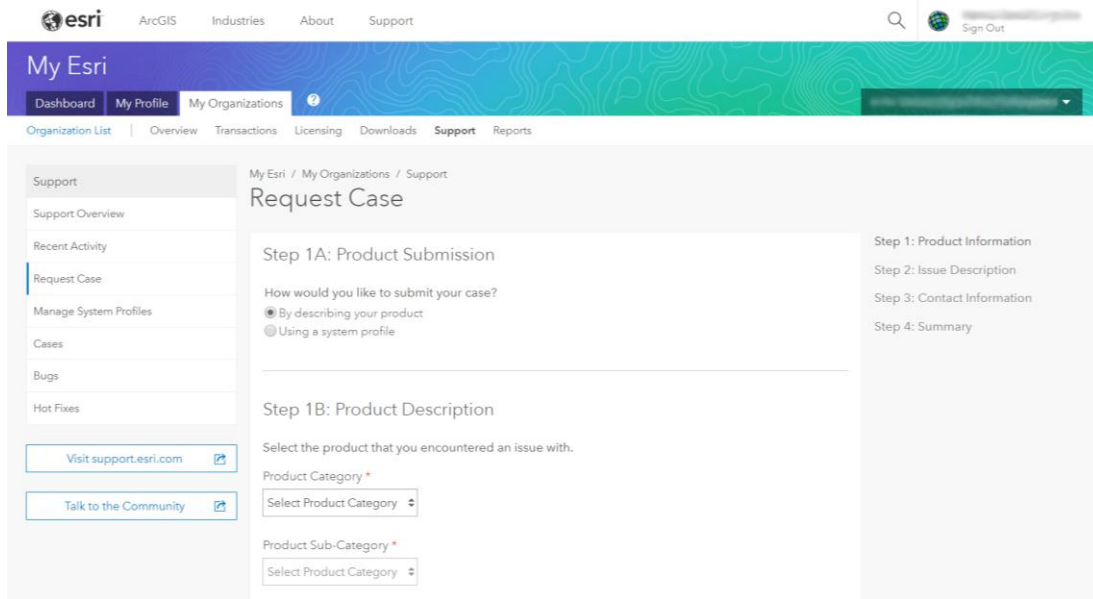 esri ArcGIS Industries About Support
Sign Out
My Esri
Dashboard My Profile My Organizations ?
Organization List | Overview Transactions Licensing Downloads Support Reports
Support
Support Overview
Recent Activity
Request Case
Manage System Profiles
Cases
Bugs
Hot Fixes
Visit support.esri.com
Talk to the Community
My Esri / My Organizations / Support
Request Case
Step 1A: Product Submission
How would you like to submit your case?
By describing your product
Using a system profile
Step 1B: Product Description
Select the product that you encountered an issue with.
Product Category *
Select Product Category
Product Sub-Category *
Select Product Category
Step 1: Product Information
Step 2: Issue Description
Step 3: Contact Information
Step 4: Summary